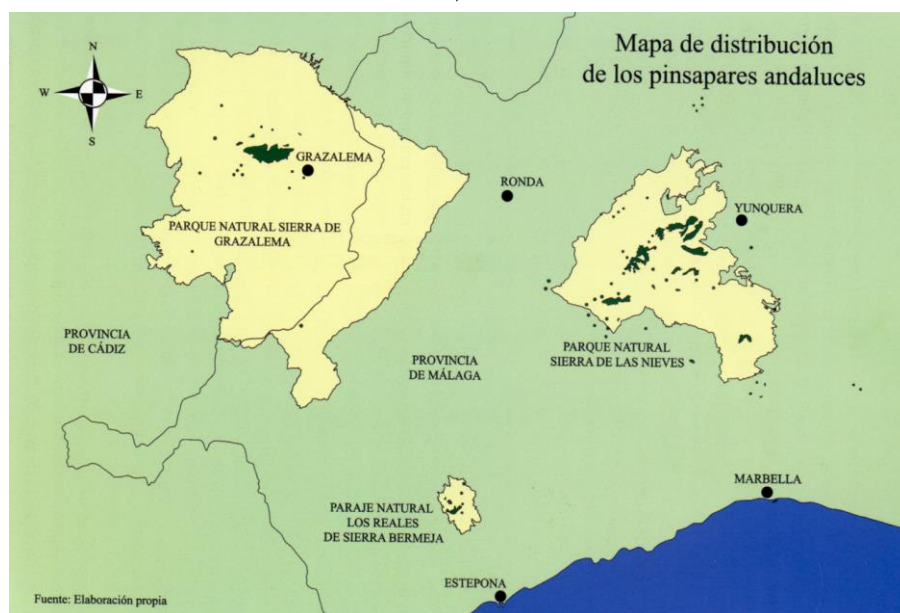 Mapa de distribución
de los pinsapares andaluces
N
W
E
S
GRAZALEMA
RONDA
YUNQUERA
PARQUE NATURAL SIERRA DE
GRAZALEMA
PROVINCIA
DE CÁDIZ
PROVINCIA
DE MÁLAGA
PARQUE NATURAL
SIERRA DE LAS NIEVES
MARBELLA
PARAJE NATURAL
LOS REALES
DE SIERRA BERMEJA
ESTEPONA
Fuente: Elaboración propia